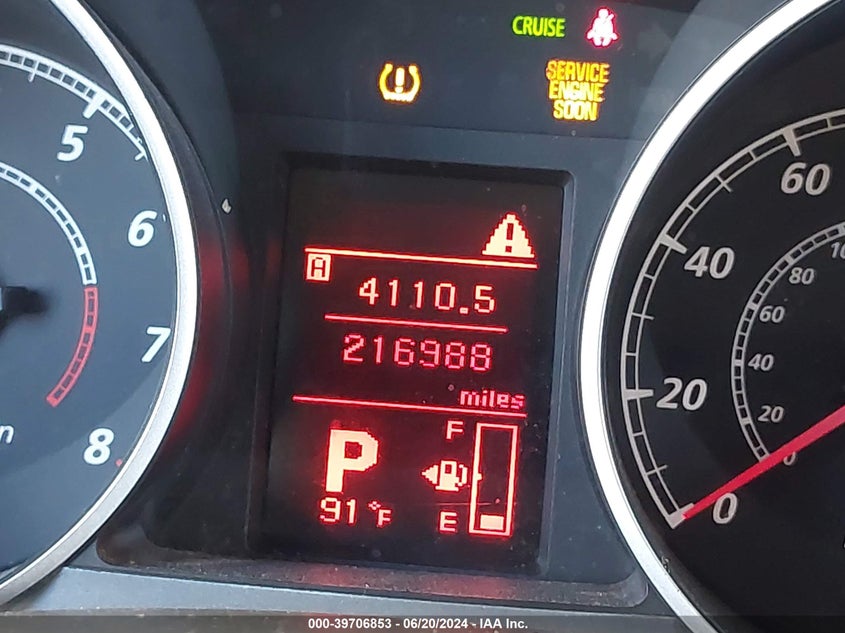 CRUISE
SERVICE
ENGINE
SOON
5
6
7
8
A
4110.5
216988
miles
P
91°F
F
E
60
40
20
0
80
60
40
20
0
000-39706853 - 06/20/2024 - IAA Inc.